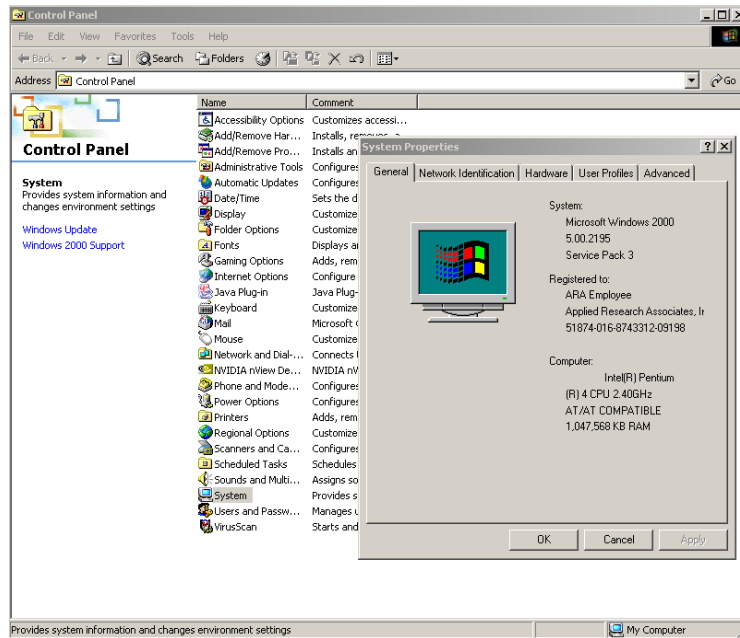 Control Panel
File Edit View Favorites Tools Help
Back Search Folders
Address Control Panel Go
Control Panel
System
Provides system information and
changes environment settings
Windows Update
Windows 2000 Support
Name Comment
Accessibility Options Customizes accessi...
Add/Remove Har... Installs, removes, a
Add/Remove Pro... Installs an
Administrative Tools Configures
Automatic Updates Configures
Date/Time Sets the d
Display Customize
Folder Options Customize
Fonts Displays a
Gaming Options Adds, rem
Internet Options Configure
Java Plug-in Java Plug-
Keyboard Customize
Mail Microsoft
Mouse Customize
Network and Dial-... Connects
NVIDIA nView De... NVIDIA nV
Phone and Mode... Configures
Power Options Configures
Printers Adds, rem
Regional Options Customize
Scanners and Ca... Configures
Scheduled Tasks Schedules
Sounds and Multi... Assigns so
System Provides s
Users and Passw... Manages u
VirusScan Starts and
System Properties
General Network Identification Hardware User Profiles Advanced
System:
Microsoft Windows 2000
5.00.2195
Service Pack 3
Registered to:
ARA Employee
Applied Research Associates, Ir
51874-016-8743312-09198
Computer:
Intel(R) Pentium
(R) 4 CPU 2.40GHz
AT/AT COMPATIBLE
1,047,568 KB RAM
OK Cancel Apply
Provides system information and changes environment settings My Computer